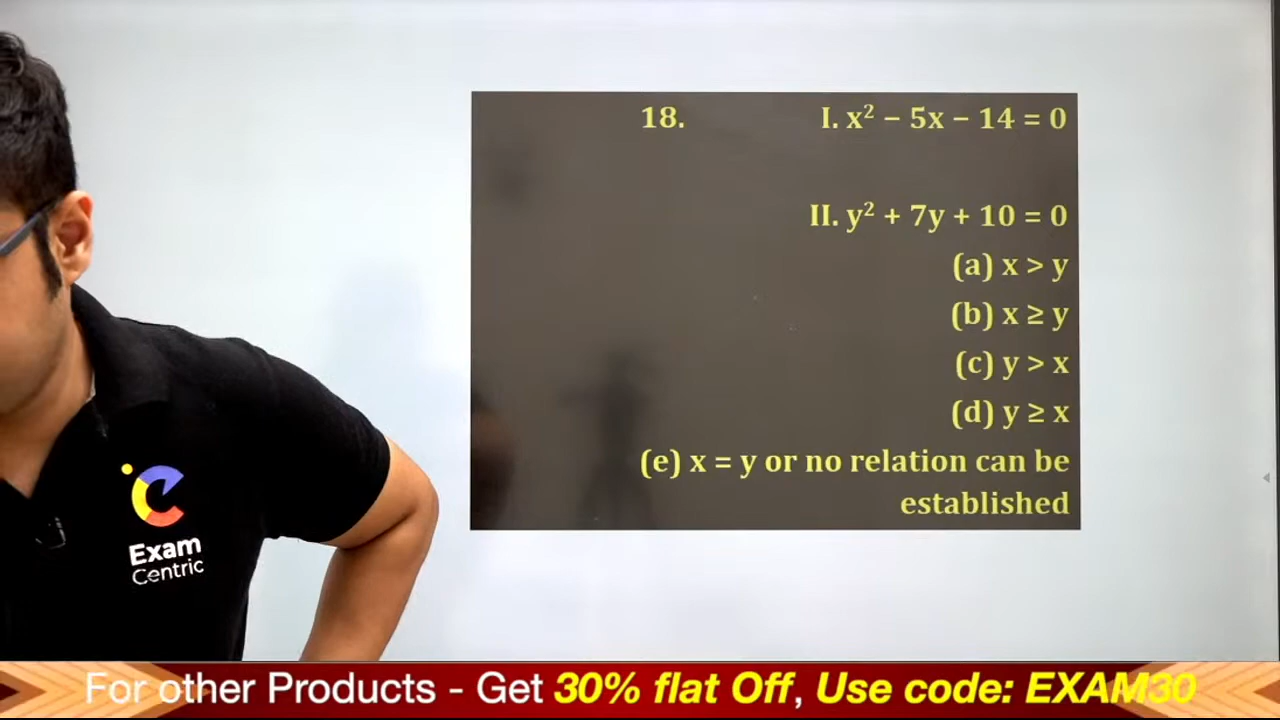 18. I. x² − 5x − 14 = 0
II. y² + 7y + 10 = 0
(a) x > y
(b) x ≥ y
(c) y > x
(d) y ≥ x
(e) x = y or no relation can be
established
Exam
Centric
For other Products - Get 30% flat Off, Use code: EXAM30